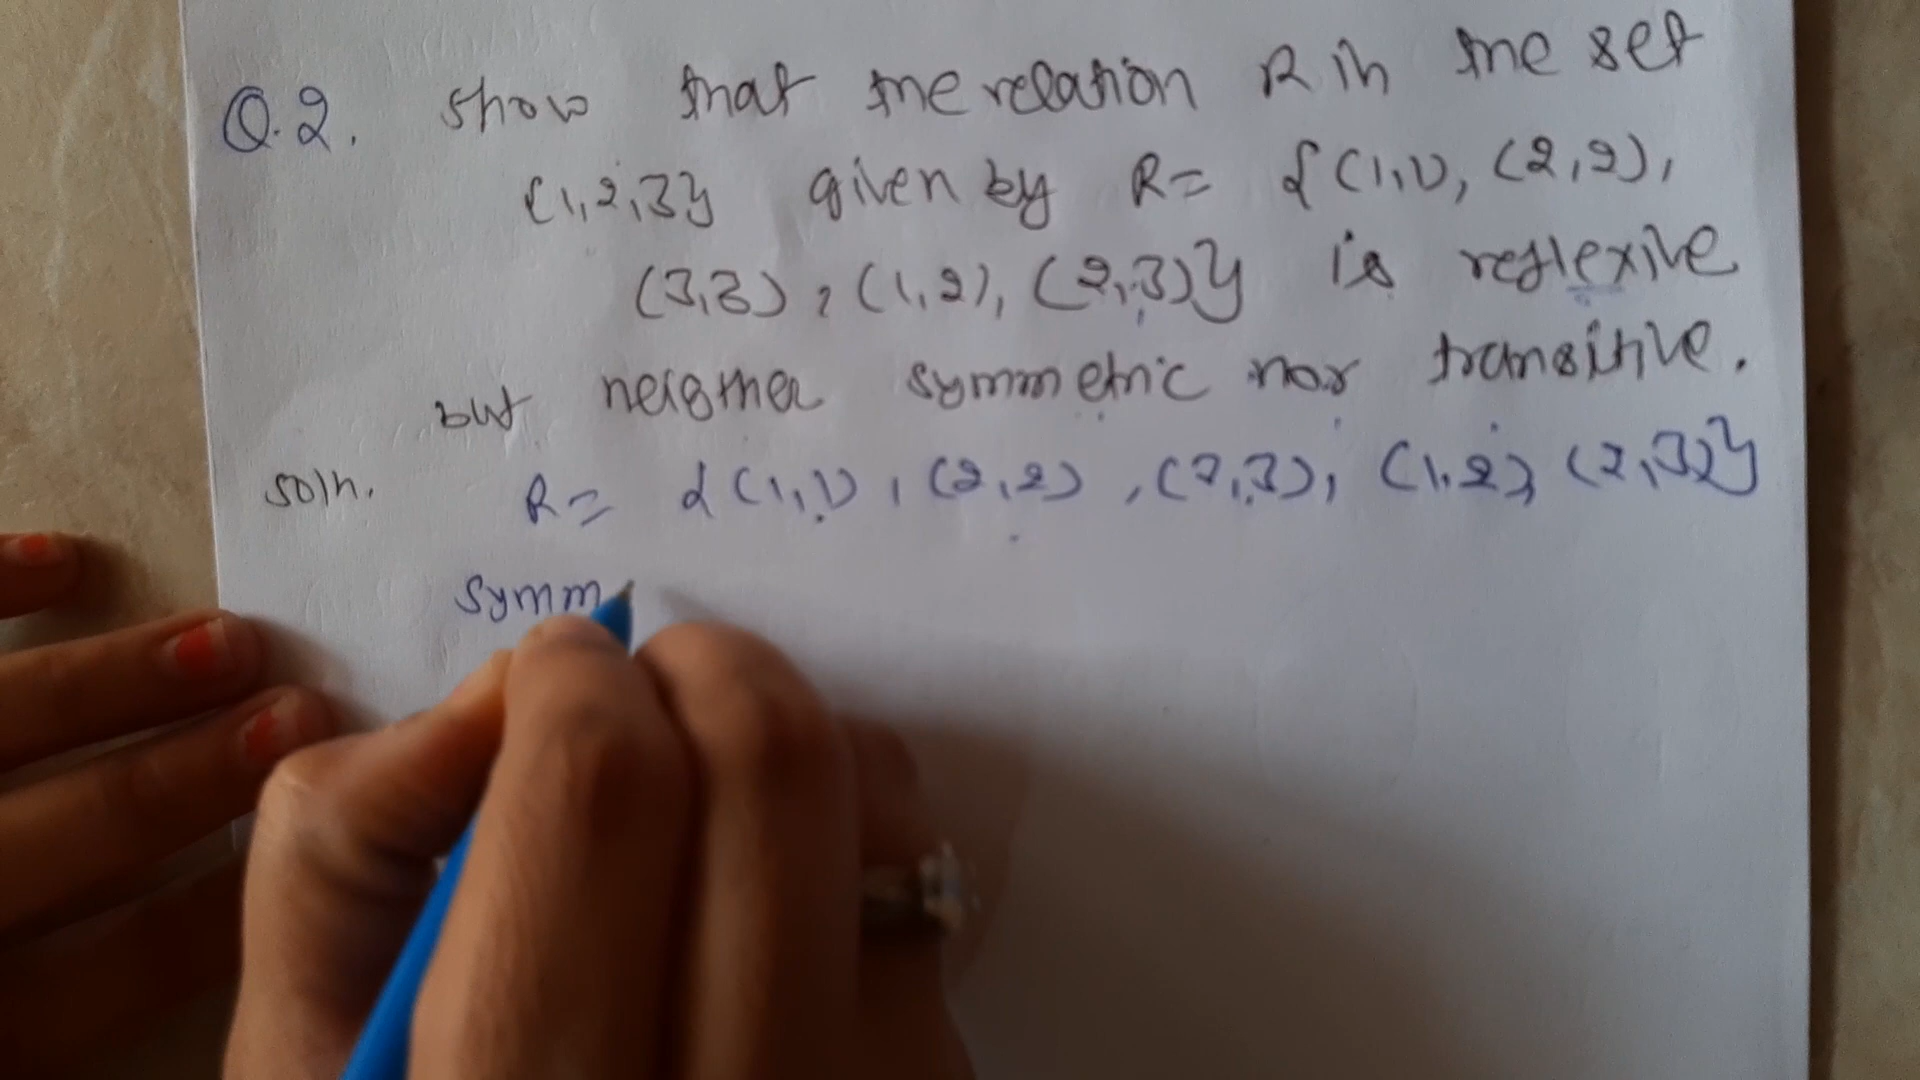 Q.2. show that the relation R in the set
{1,2,3} given by R= {(1,1), (2,2),
(3,3), (1,2), (2,3)} is reflexive
but neither symmetric nor transitive.
soln. R= {(1,1), (2,2), (3,3), (1,2), (2,3)}
Symm